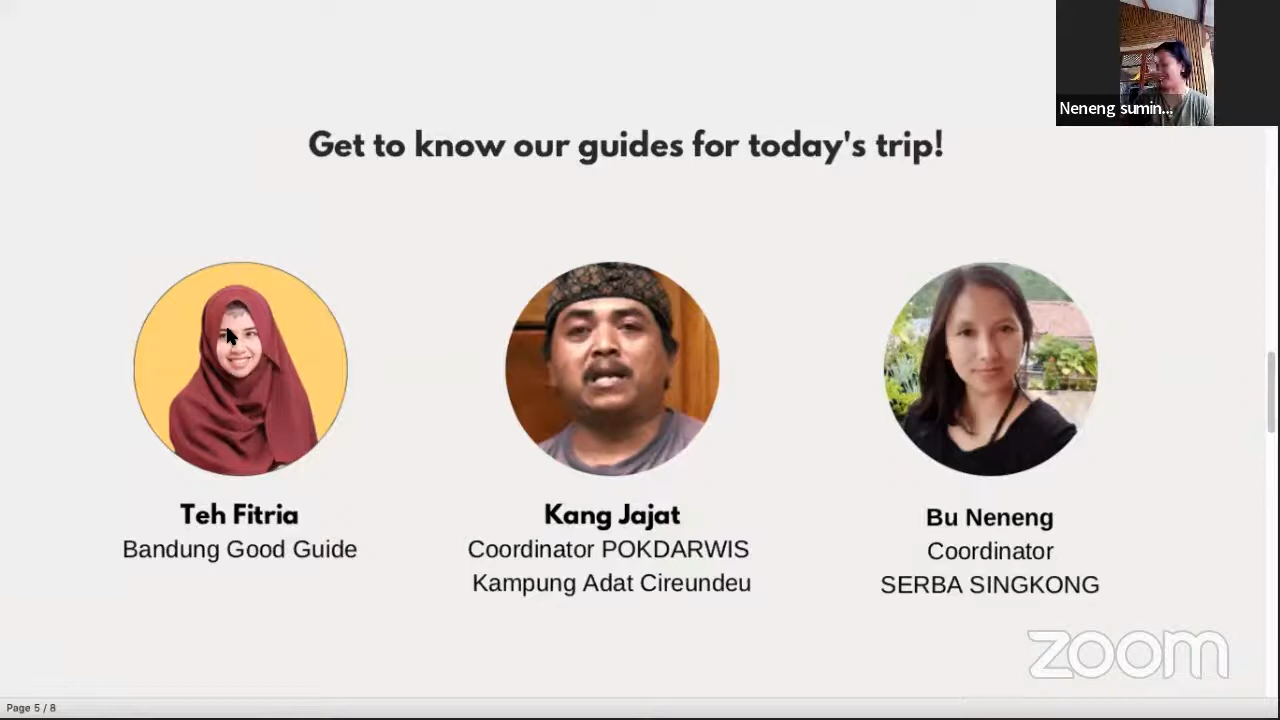 Neneng sumin...
Get to know our guides for today's trip!
Teh Fitria
Bandung Good Guide
Kang Jajat
Coordinator POKDARWIS
Kampung Adat Cireundeu
Bu Neneng
Coordinator
SERBA SINGKONG
zoom
Page 5 / 8